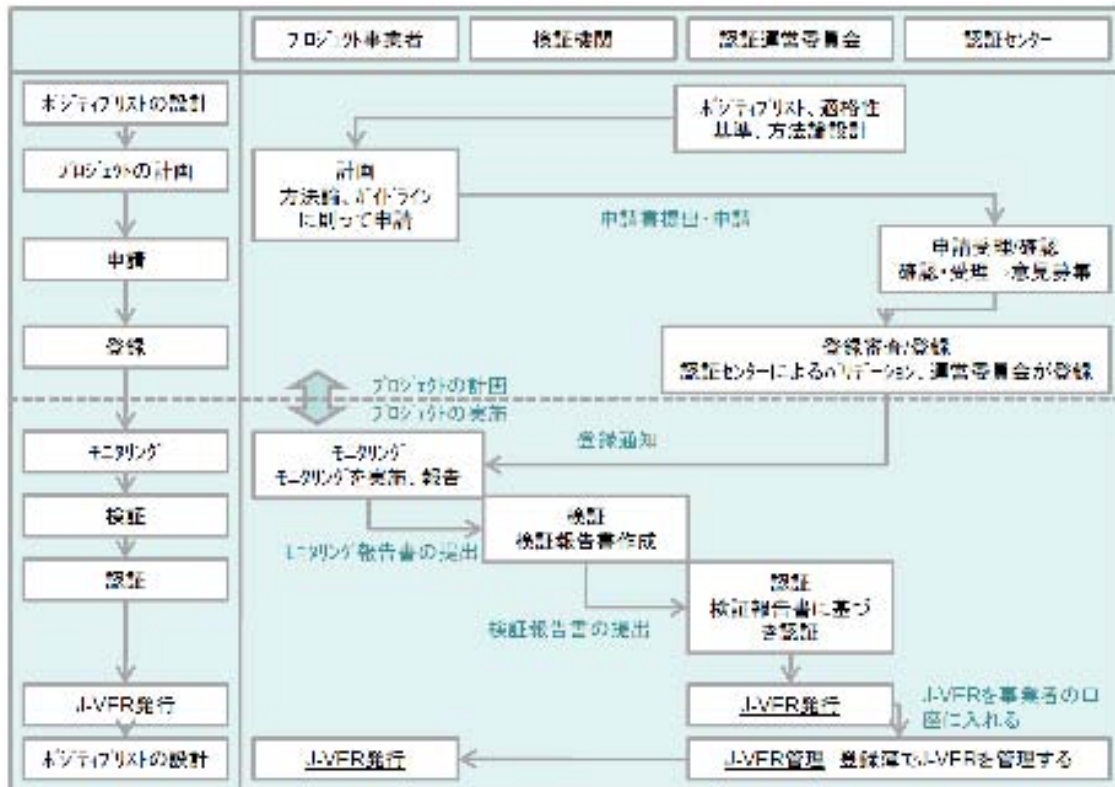 プロジェクト事業者
検証機関
認証運営委員会
認証センター
ポジティブリストの設計
ポジティブリスト、適格性
基準、方法論設計
プロジェクトの計画
計画
方法論、ガイドライン
に則って申請
申請書提出・申請
申請
申請受理/確認
確認・受理→意見募集
登録
登録審査/登録
認証センターによるバリデーション、運営委員会が登録
プロジェクトの計画
プロジェクトの実施
登録通知
モニタリング
モニタリング
モニタリングを実施、報告
検証
検証
検証報告書作成
モニタリング報告書の提出
認証
認証
検証報告書に基づ
き認証
検証報告書の提出
J-VER発行
J-VER発行
J-VERを事業者の口
座に入れる
ポジティブリストの設計
J-VER発行
J-VER管理 登録簿でJ-VERを管理する